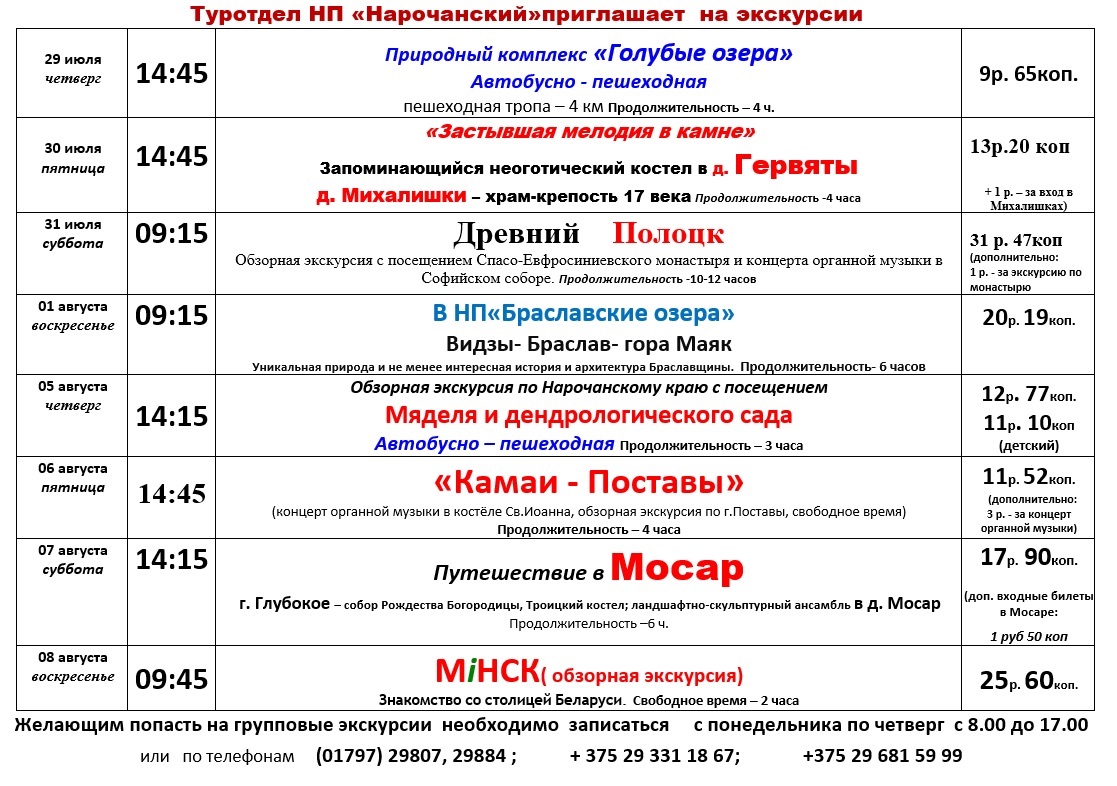 Туротдел НП «Нарочанский»приглашает на экскурсии
29 июля
четверг
14:45
Природный комплекс «Голубые озера»
Автобусно - пешеходная
пешеходная тропа – 4 км Продолжительность – 4 ч.
9р. 65коп.
30 июля
пятница
14:45
«Застывшая мелодия в камне»
Запоминающийся неоготический костел в д. Гервяты
д. Михалишки – храм-крепость 17 века Продолжительность -4 часа
13р.20 коп
+ 1 р. – за вход в
Михалишках)
31 июля
суббота
09:15
Древний Полоцк
Обзорная экскурсия с посещением Спасо-Евфросиниевского монастыря и концерта органной музыки в
Софийском соборе. Продолжительность -10-12 часов
31 р. 47коп
(дополнительно:
1 р. - за экскурсию по
монастырю
01 августа
воскресенье
09:15
В НП«Браславские озера»
Видзы- Браслав- гора Маяк
Уникальная природа и не менее интересная история и архитектура Браславщины. Продолжительность- 6 часов
20р. 19коп.
05 августа
четверг
14:15
Обзорная экскурсия по Нарочанскому краю с посещением
Мяделя и дендрологического сада
Автобусно – пешеходная Продолжительность – 3 часа
12р. 77коп.
11р. 10коп
(детский)
06 августа
пятница
14:45
«Камаи - Поставы»
(концерт органной музыки в костёле Св.Иоанна, обзорная экскурсия по г.Поставы, свободное время)
Продолжительность – 4 часа
11р. 52коп.
(дополнительно:
3 р. - за концерт
органной музыки)
07 августа
суббота
14:15
Путешествие в Мосар
г. Глубокое – собор Рождества Богородицы, Троицкий костел; ландшафтно-скульптурный ансамбль в д. Мосар
Продолжительность –6 ч.
17р. 90коп.
(доп. входные билеты
в Мосаре:
1 руб 50 коп
08 августа
воскресенье
09:45
МіНСК( обзорная экскурсия)
Знакомство со столицей Беларуси. Свободное время – 2 часа
25р. 60коп.
Желающим попасть на групповые экскурсии необходимо записаться с понедельника по четверг с 8.00 до 17.00
или по телефонам (01797) 29807, 29884 ; + 375 29 331 18 67; +375 29 681 59 99